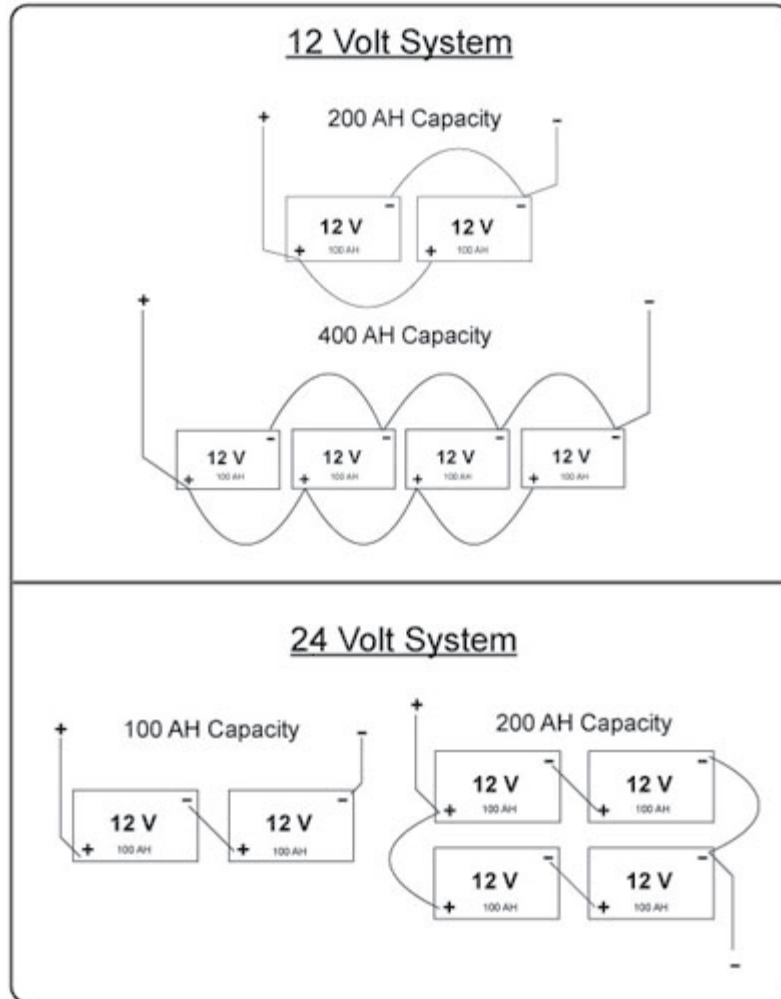 12 Volt System
+ 200 AH Capacity -
- -
12 V 12 V
+ 100 AH + 100 AH
+ -
400 AH Capacity
- - - -
12 V 12 V 12 V 12 V
+ 100 AH + 100 AH + 100 AH + 100 AH
24 Volt System
+ 100 AH Capacity -
- -
12 V 12 V
+ 100 AH + 100 AH
+ 200 AH Capacity
- -
12 V 12 V
+ 100 AH + 100 AH
- -
12 V 12 V
+ 100 AH + 100 AH
-